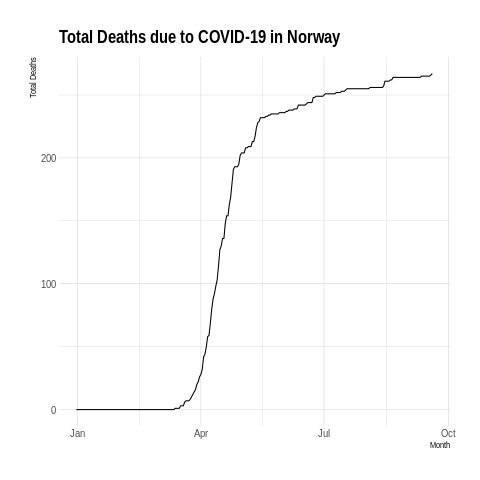 Total Deaths due to COVID-19 in Norway
Total Deaths
200
100
0
Jan Apr Jul Oct
Month